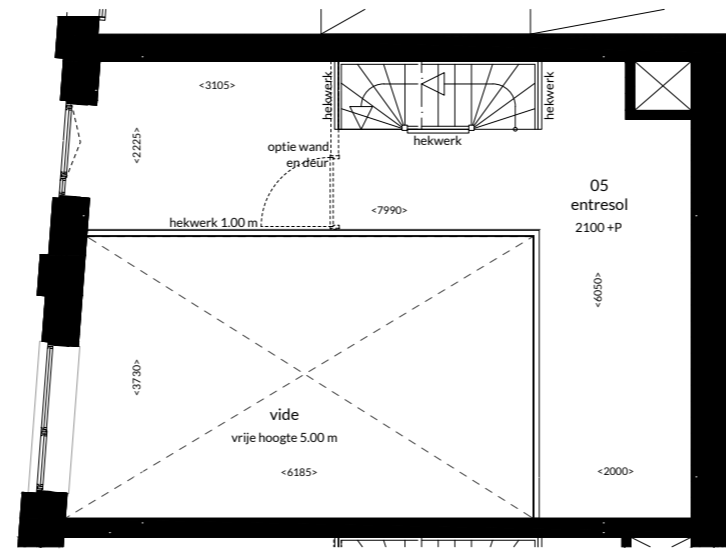 <3105>
hekwerk
hekwerk
<2225>
optie wand
en deur
hekwerk
05
entresol
2100 +P
hekwerk 1.00 m
<7990>
<6050>
<3730>
vide
vrije hoogte 5.00 m
<6185>
<2000>